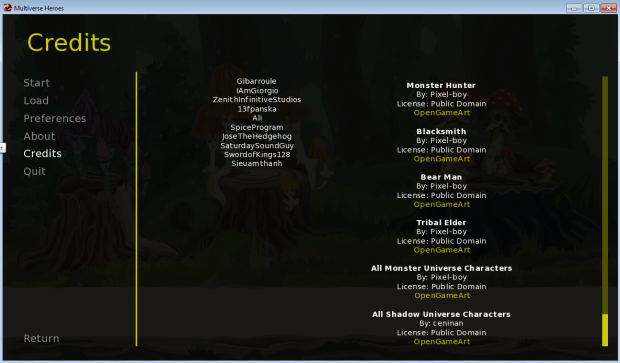 Multiverse Heroes
Credits
Start
Load
Preferences
About
Credits
Quit
Return
Gibarroule
IAmGiorgio
ZenithInfinitiveStudios
13fpanska
Ali
SpiceProgram
JoseTheHedgehog
SaturdaySoundGuy
SwordofKings128
Sieuamthanh
Monster Hunter
By: Pixel-boy
License: Public Domain
OpenGameArt
Blacksmith
By: Pixel-boy
License: Public Domain
OpenGameArt
Bear Man
By: Pixel-boy
License: Public Domain
OpenGameArt
Tribal Elder
By: Pixel-boy
License: Public Domain
OpenGameArt
All Monster Universe Characters
By: Pixel-boy
License: Public Domain
OpenGameArt
All Shadow Universe Characters
By: ceninan
License: Public Domain
OpenGameArt